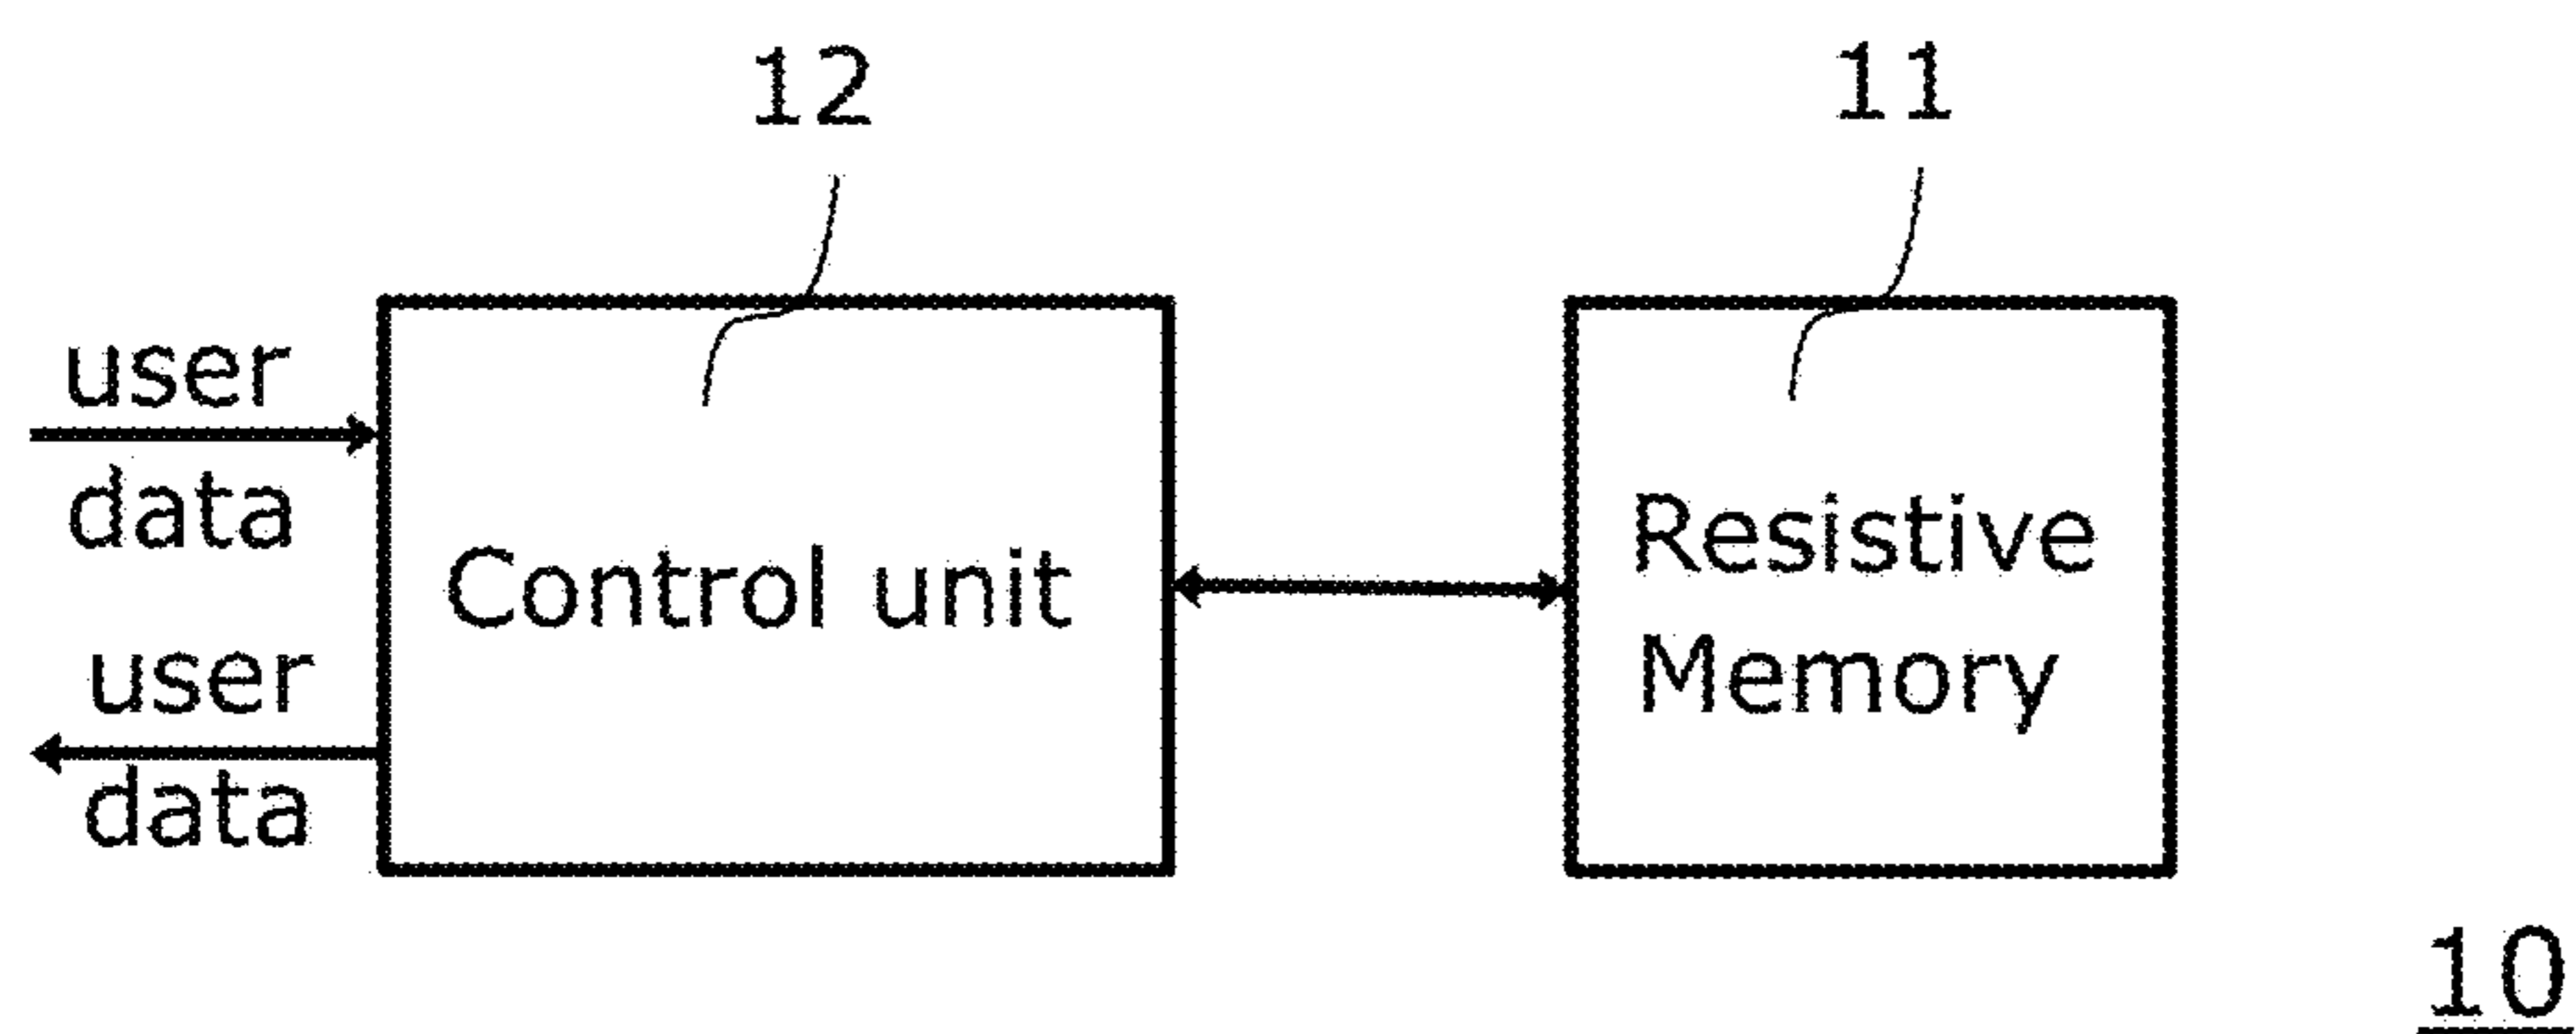 12
11
user
data
Control unit
user
data
Resistive
Memory
10